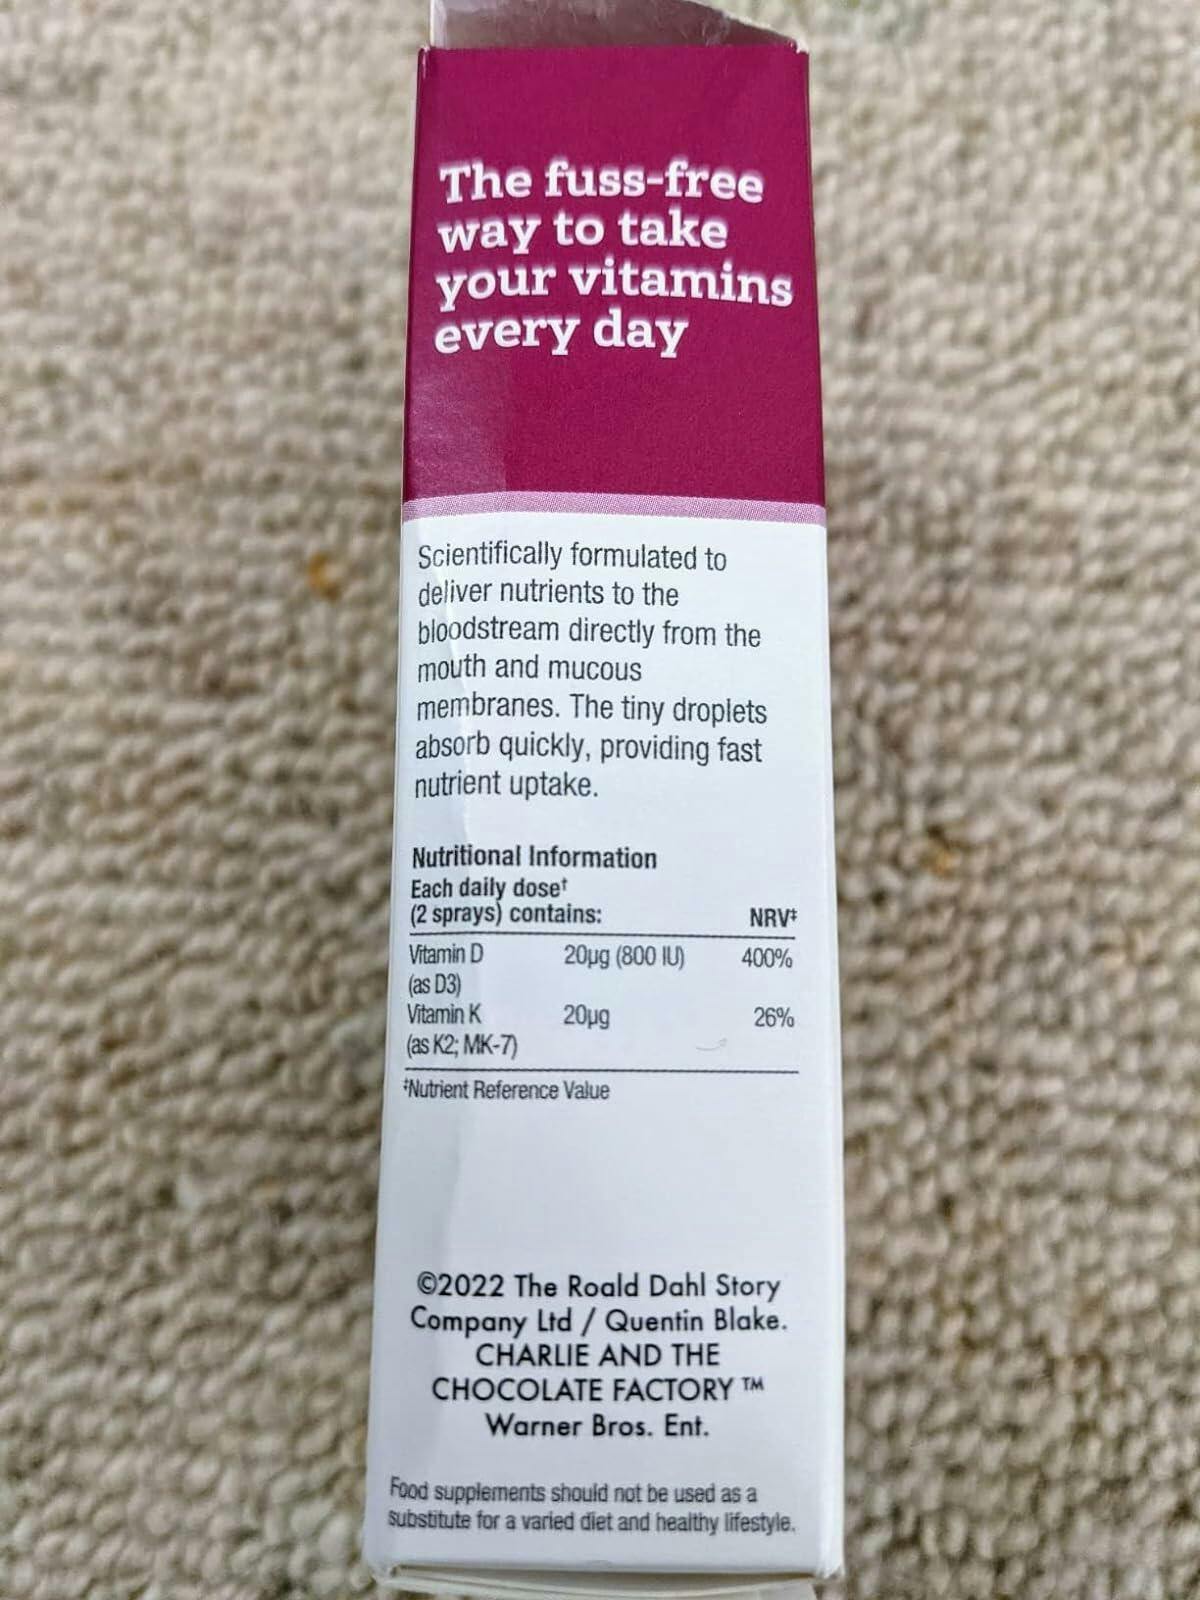 The fuss-free
way to take
your vitamins
every day
Scientifically formulated to
deliver nutrients to the
bloodstream directly from the
mouth and mucous
membranes. The tiny droplets
absorb quickly, providing fast
nutrient uptake.
Nutritional Information
Each daily dose†
(2 sprays) contains: NRV‡
Vitamin D 20µg (800 IU) 400%
(as D3)
Vitamin K 20µg 26%
(as K2; MK-7)
‡Nutrient Reference Value
©2022 The Roald Dahl Story
Company Ltd / Quentin Blake.
CHARLIE AND THE
CHOCOLATE FACTORY ™
Warner Bros. Ent.
Food supplements should not be used as a
substitute for a varied diet and healthy lifestyle.